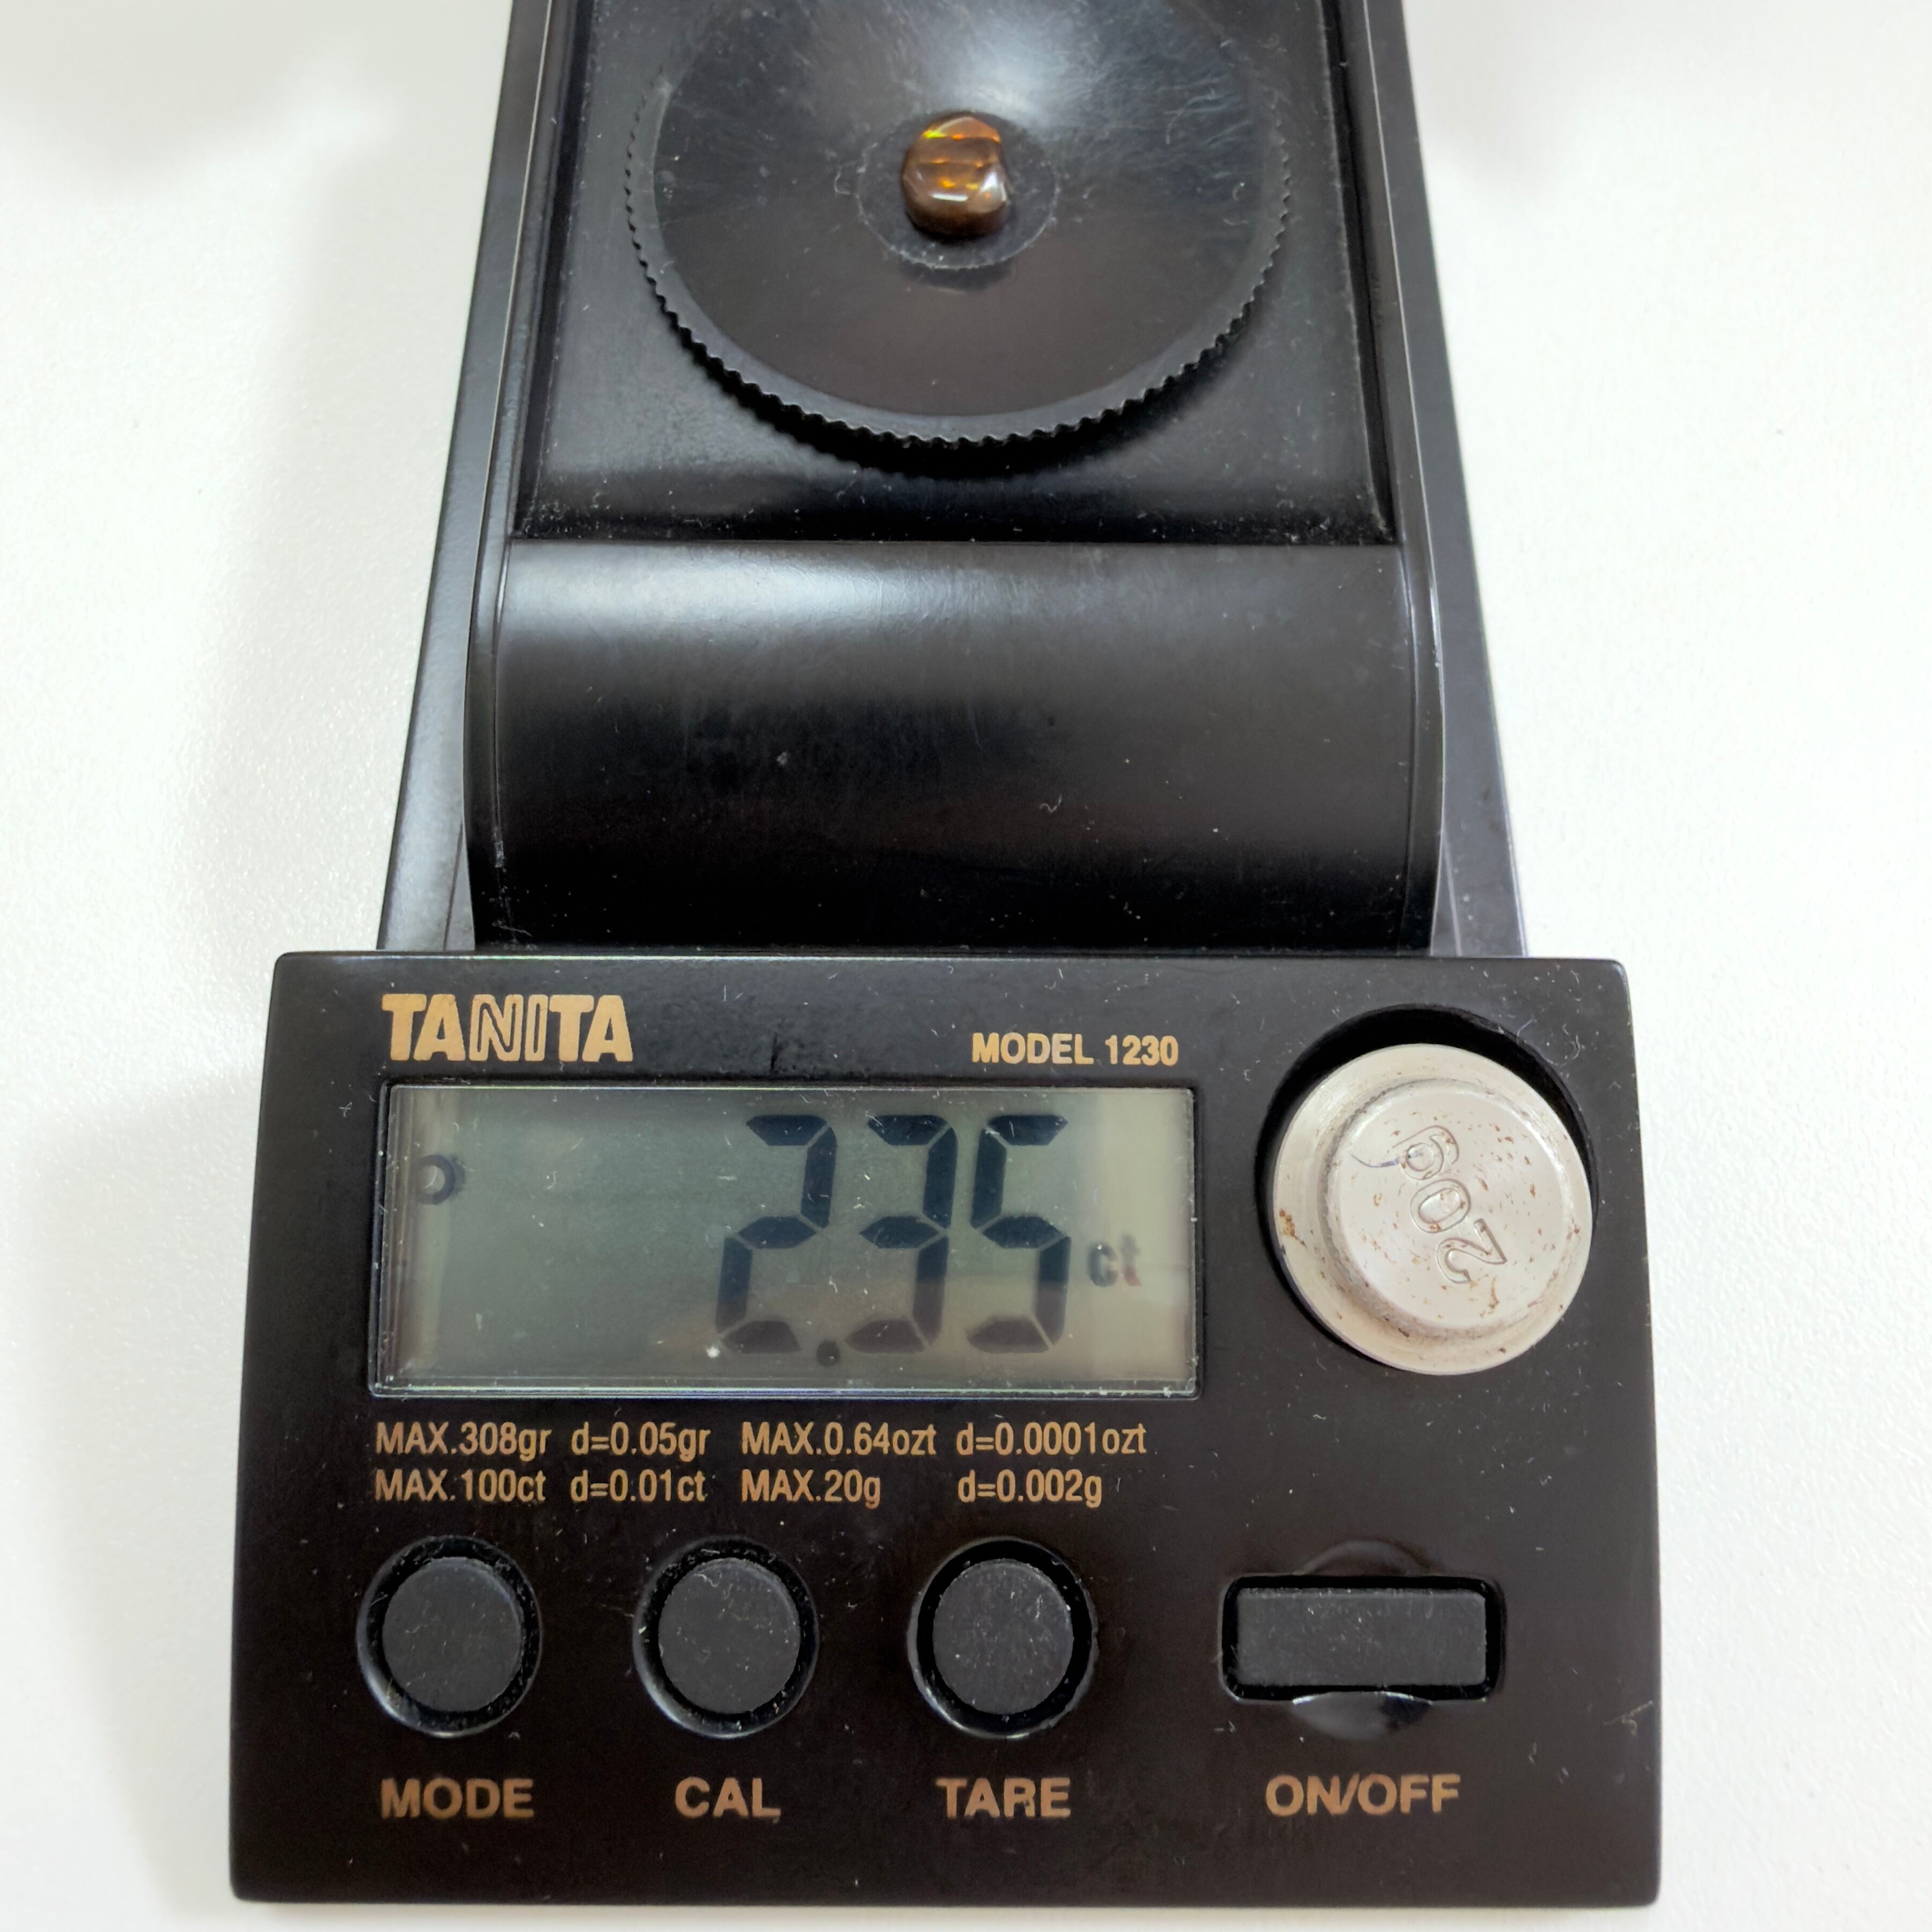 TANITA
MODEL 1230
2.35 ct
20g
MAX.308gr d=0.05gr MAX.0.64ozt d=0.0001ozt
MAX.100ct d=0.01ct MAX.20g d=0.002g
MODE CAL TARE ON/OFF